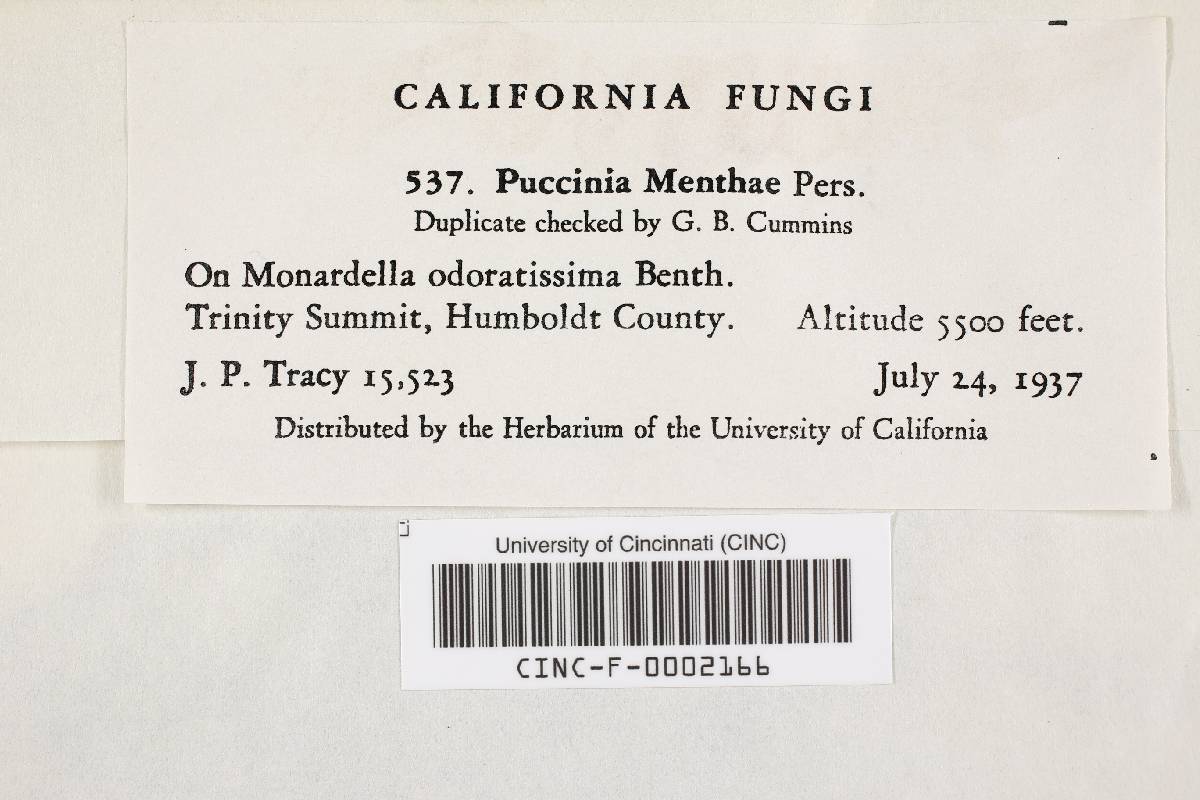 CALIFORNIA FUNGI
537. Puccinia Menthae Pers.
Duplicate checked by G. B. Cummins
On Monardella odoratissima Benth.
Trinity Summit, Humboldt County. Altitude 5500 feet.
J. P. Tracy 15,523 July 24, 1937
Distributed by the Herbarium of the University of California
University of Cincinnati (CINC)
CINC-F-0002166